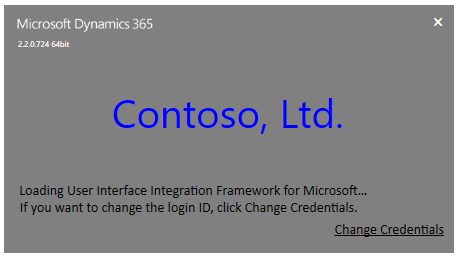 Microsoft Dynamics 365
2.2.0.724 64bit
Contoso, Ltd.
Loading User Interface Integration Framework for Microsoft...
If you want to change the login ID, click Change Credentials.
Change Credentials